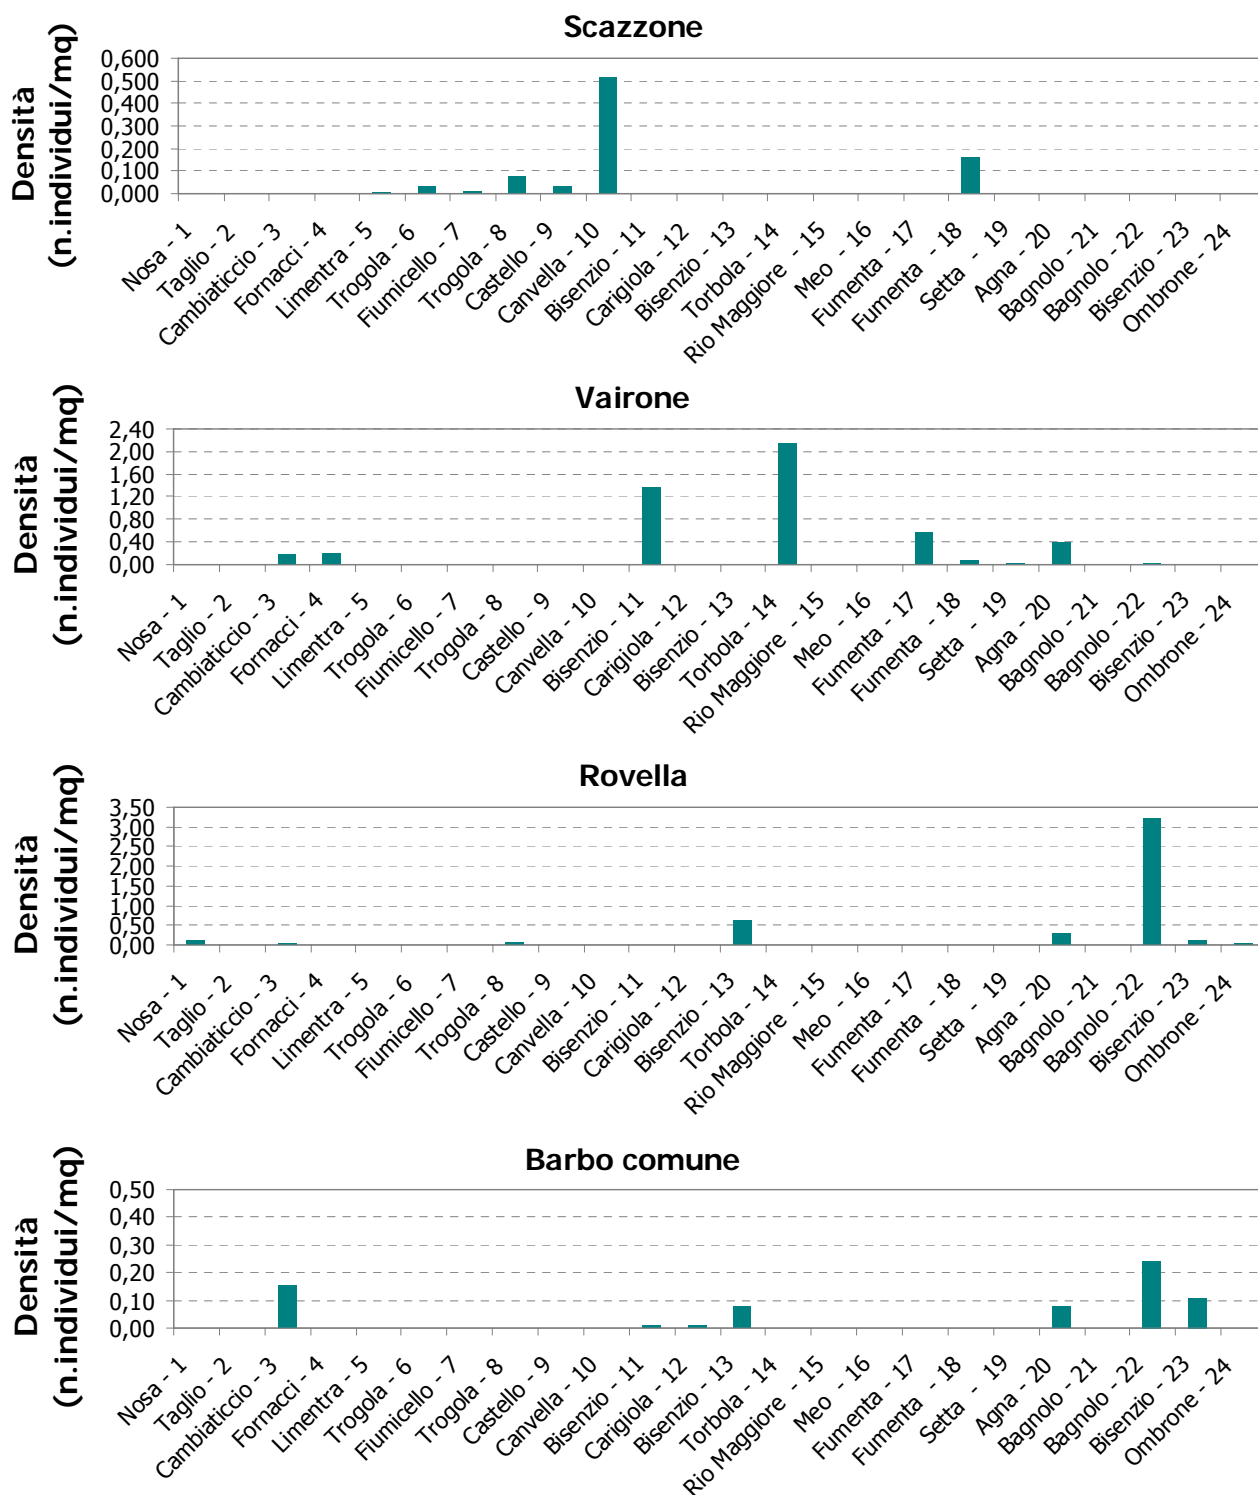 Scazzone
Densità
(n.individui/mq)
0,600
0,500
0,400
0,300
0,200
0,100
0,000
Nosa - 1
Taglio - 2
Cambiaticcio - 3
Fornacci - 4
Limentra - 5
Trogola - 6
Fiumicello - 7
Trogola - 8
Castello - 9
Canvella - 10
Bisenzio - 11
Carigiola - 12
Bisenzio - 13
Torbola - 14
Rio Maggiore - 15
Meo - 16
Fumenta - 17
Fumenta - 18
Setta - 19
Agna - 20
Bagnolo - 21
Bagnolo - 22
Bisenzio - 23
Ombrone - 24
Vairone
Densità
(n.individui/mq)
2,40
2,00
1,60
1,20
0,80
0,40
0,00
Nosa - 1
Taglio - 2
Cambiaticcio - 3
Fornacci - 4
Limentra - 5
Trogola - 6
Fiumicello - 7
Trogola - 8
Castello - 9
Canvella - 10
Bisenzio - 11
Carigiola - 12
Bisenzio - 13
Torbola - 14
Rio Maggiore - 15
Meo - 16
Fumenta - 17
Fumenta - 18
Setta - 19
Agna - 20
Bagnolo - 21
Bagnolo - 22
Bisenzio - 23
Ombrone - 24
Rovella
Densità
(n.individui/mq)
3,50
3,00
2,50
2,00
1,50
1,00
0,50
0,00
Nosa - 1
Taglio - 2
Cambiaticcio - 3
Fornacci - 4
Limentra - 5
Trogola - 6
Fiumicello - 7
Trogola - 8
Castello - 9
Canvella - 10
Bisenzio - 11
Carigiola - 12
Bisenzio - 13
Torbola - 14
Rio Maggiore - 15
Meo - 16
Fumenta - 17
Fumenta - 18
Setta - 19
Agna - 20
Bagnolo - 21
Bagnolo - 22
Bisenzio - 23
Ombrone - 24
Barbo comune
Densità
(n.individui/mq)
0,50
0,40
0,30
0,20
0,10
0,00
Nosa - 1
Taglio - 2
Cambiaticcio - 3
Fornacci - 4
Limentra - 5
Trogola - 6
Fiumicello - 7
Trogola - 8
Castello - 9
Canvella - 10
Bisenzio - 11
Carigiola - 12
Bisenzio - 13
Torbola - 14
Rio Maggiore - 15
Meo - 16
Fumenta - 17
Fumenta - 18
Setta - 19
Agna - 20
Bagnolo - 21
Bagnolo - 22
Bisenzio - 23
Ombrone - 24